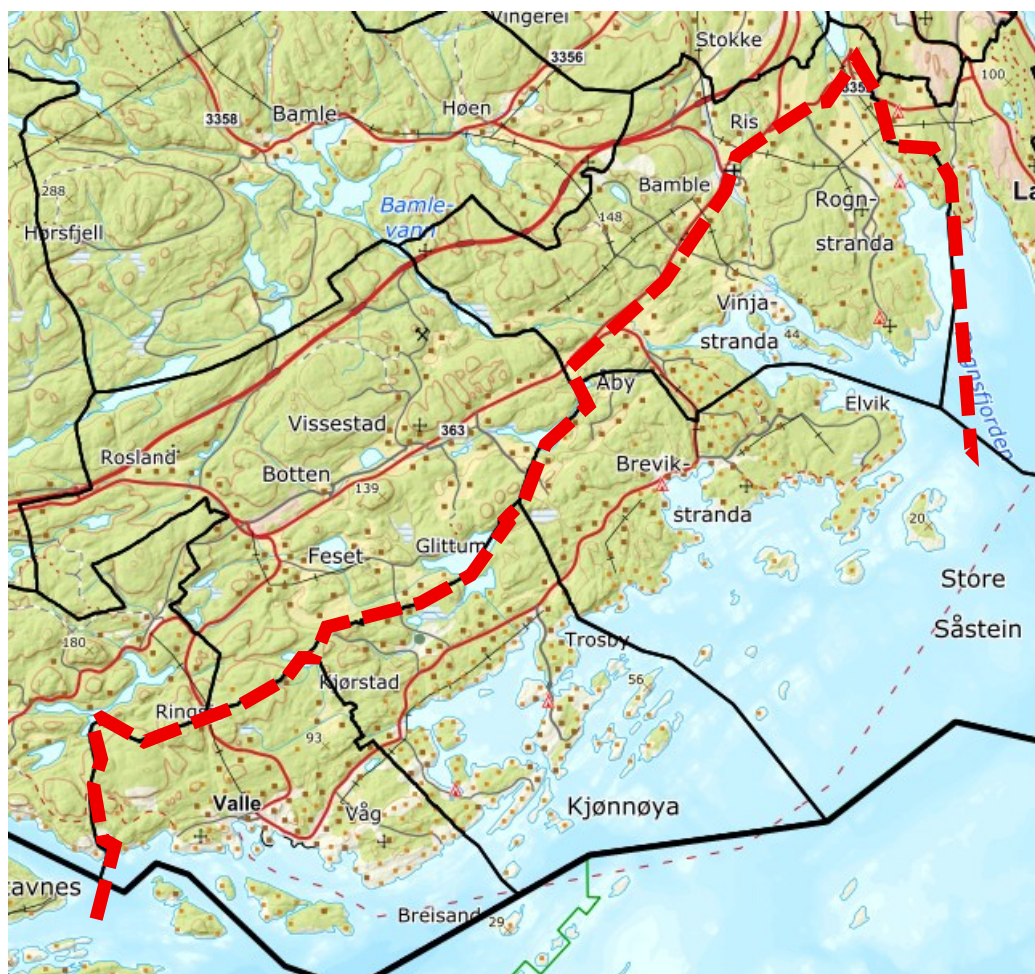 Stokke
3356
100
3358
Bamle
Høen
Ris
288
Hørsfjell
Bamle-
vann
Bamble
148
Rogn-
stranda
Vinja-
stranda
44
Åby
Elvik
Vissestad
363
Rosland
Botten
139
Brevik-
stranda
20
Feset
Glittum
Store
Såstein
180
Trosby
56
Kjørstad
93
Valle
Våg
Kjønnøya
Breisand
29